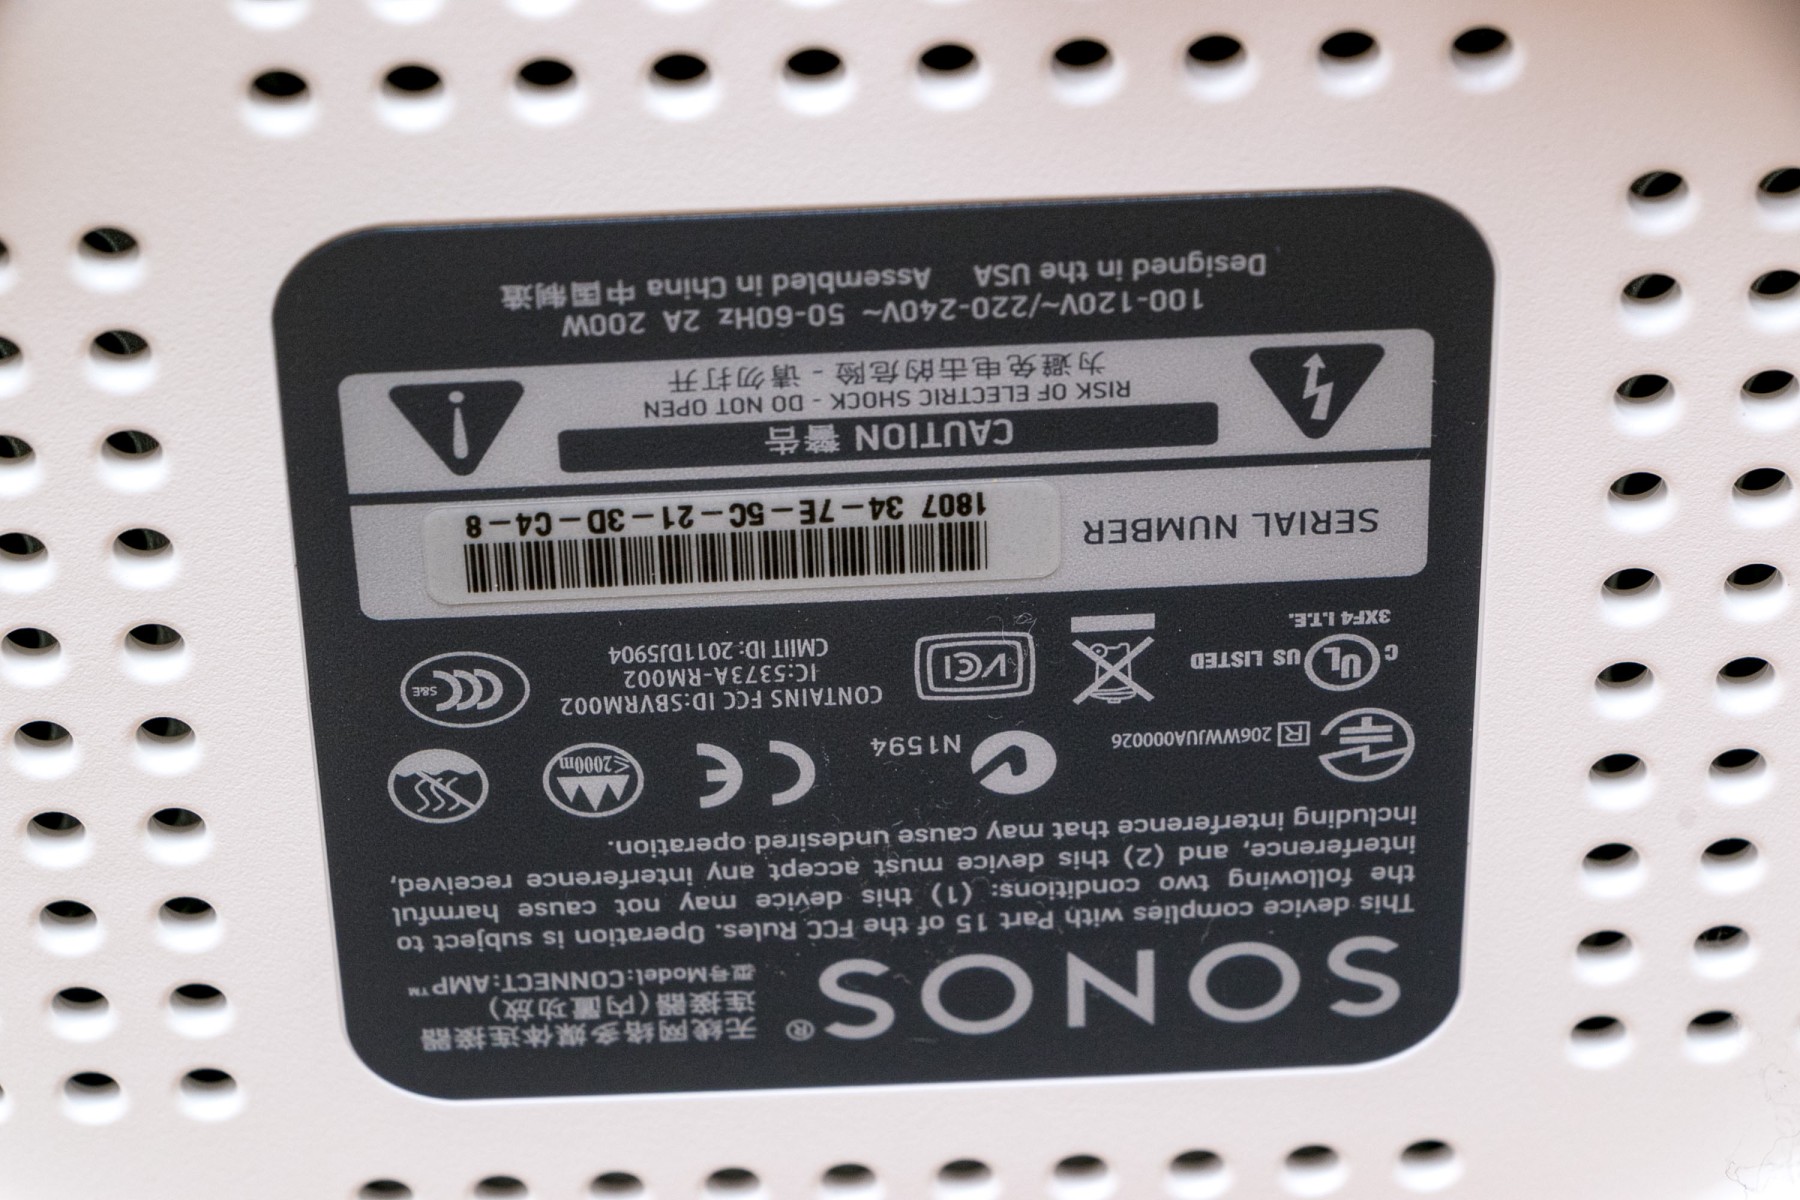 SONOS®
无线网络多媒体连接器
连接器(内置功放)
型号Model:CONNECT:AMP™
This device complies with Part 15 of the FCC Rules. Operation is subject to
the following two conditions: (1) this device may not cause harmful
interference, and (2) this device must accept any interference received,
including interference that may cause undesired operation.
R 206WWJUA000026
N1594
CE
≤2000m
C UL US LISTED
3XF4 I.T.E.
VCI
CONTAINS FCC ID:SBVRM002
IC:5373A-RM002
CMIIT ID:2011DJ5904
CCC S&E
SERIAL NUMBER
1807 34-7E-5C-21-3D-C4-8
CAUTION 警告
RISK OF ELECTRIC SHOCK - DO NOT OPEN
为避免电击的危险 - 请勿打开
100-120V~/220-240V~ 50-60Hz 2A 200W
Designed in the USA Assembled in China 中国制造